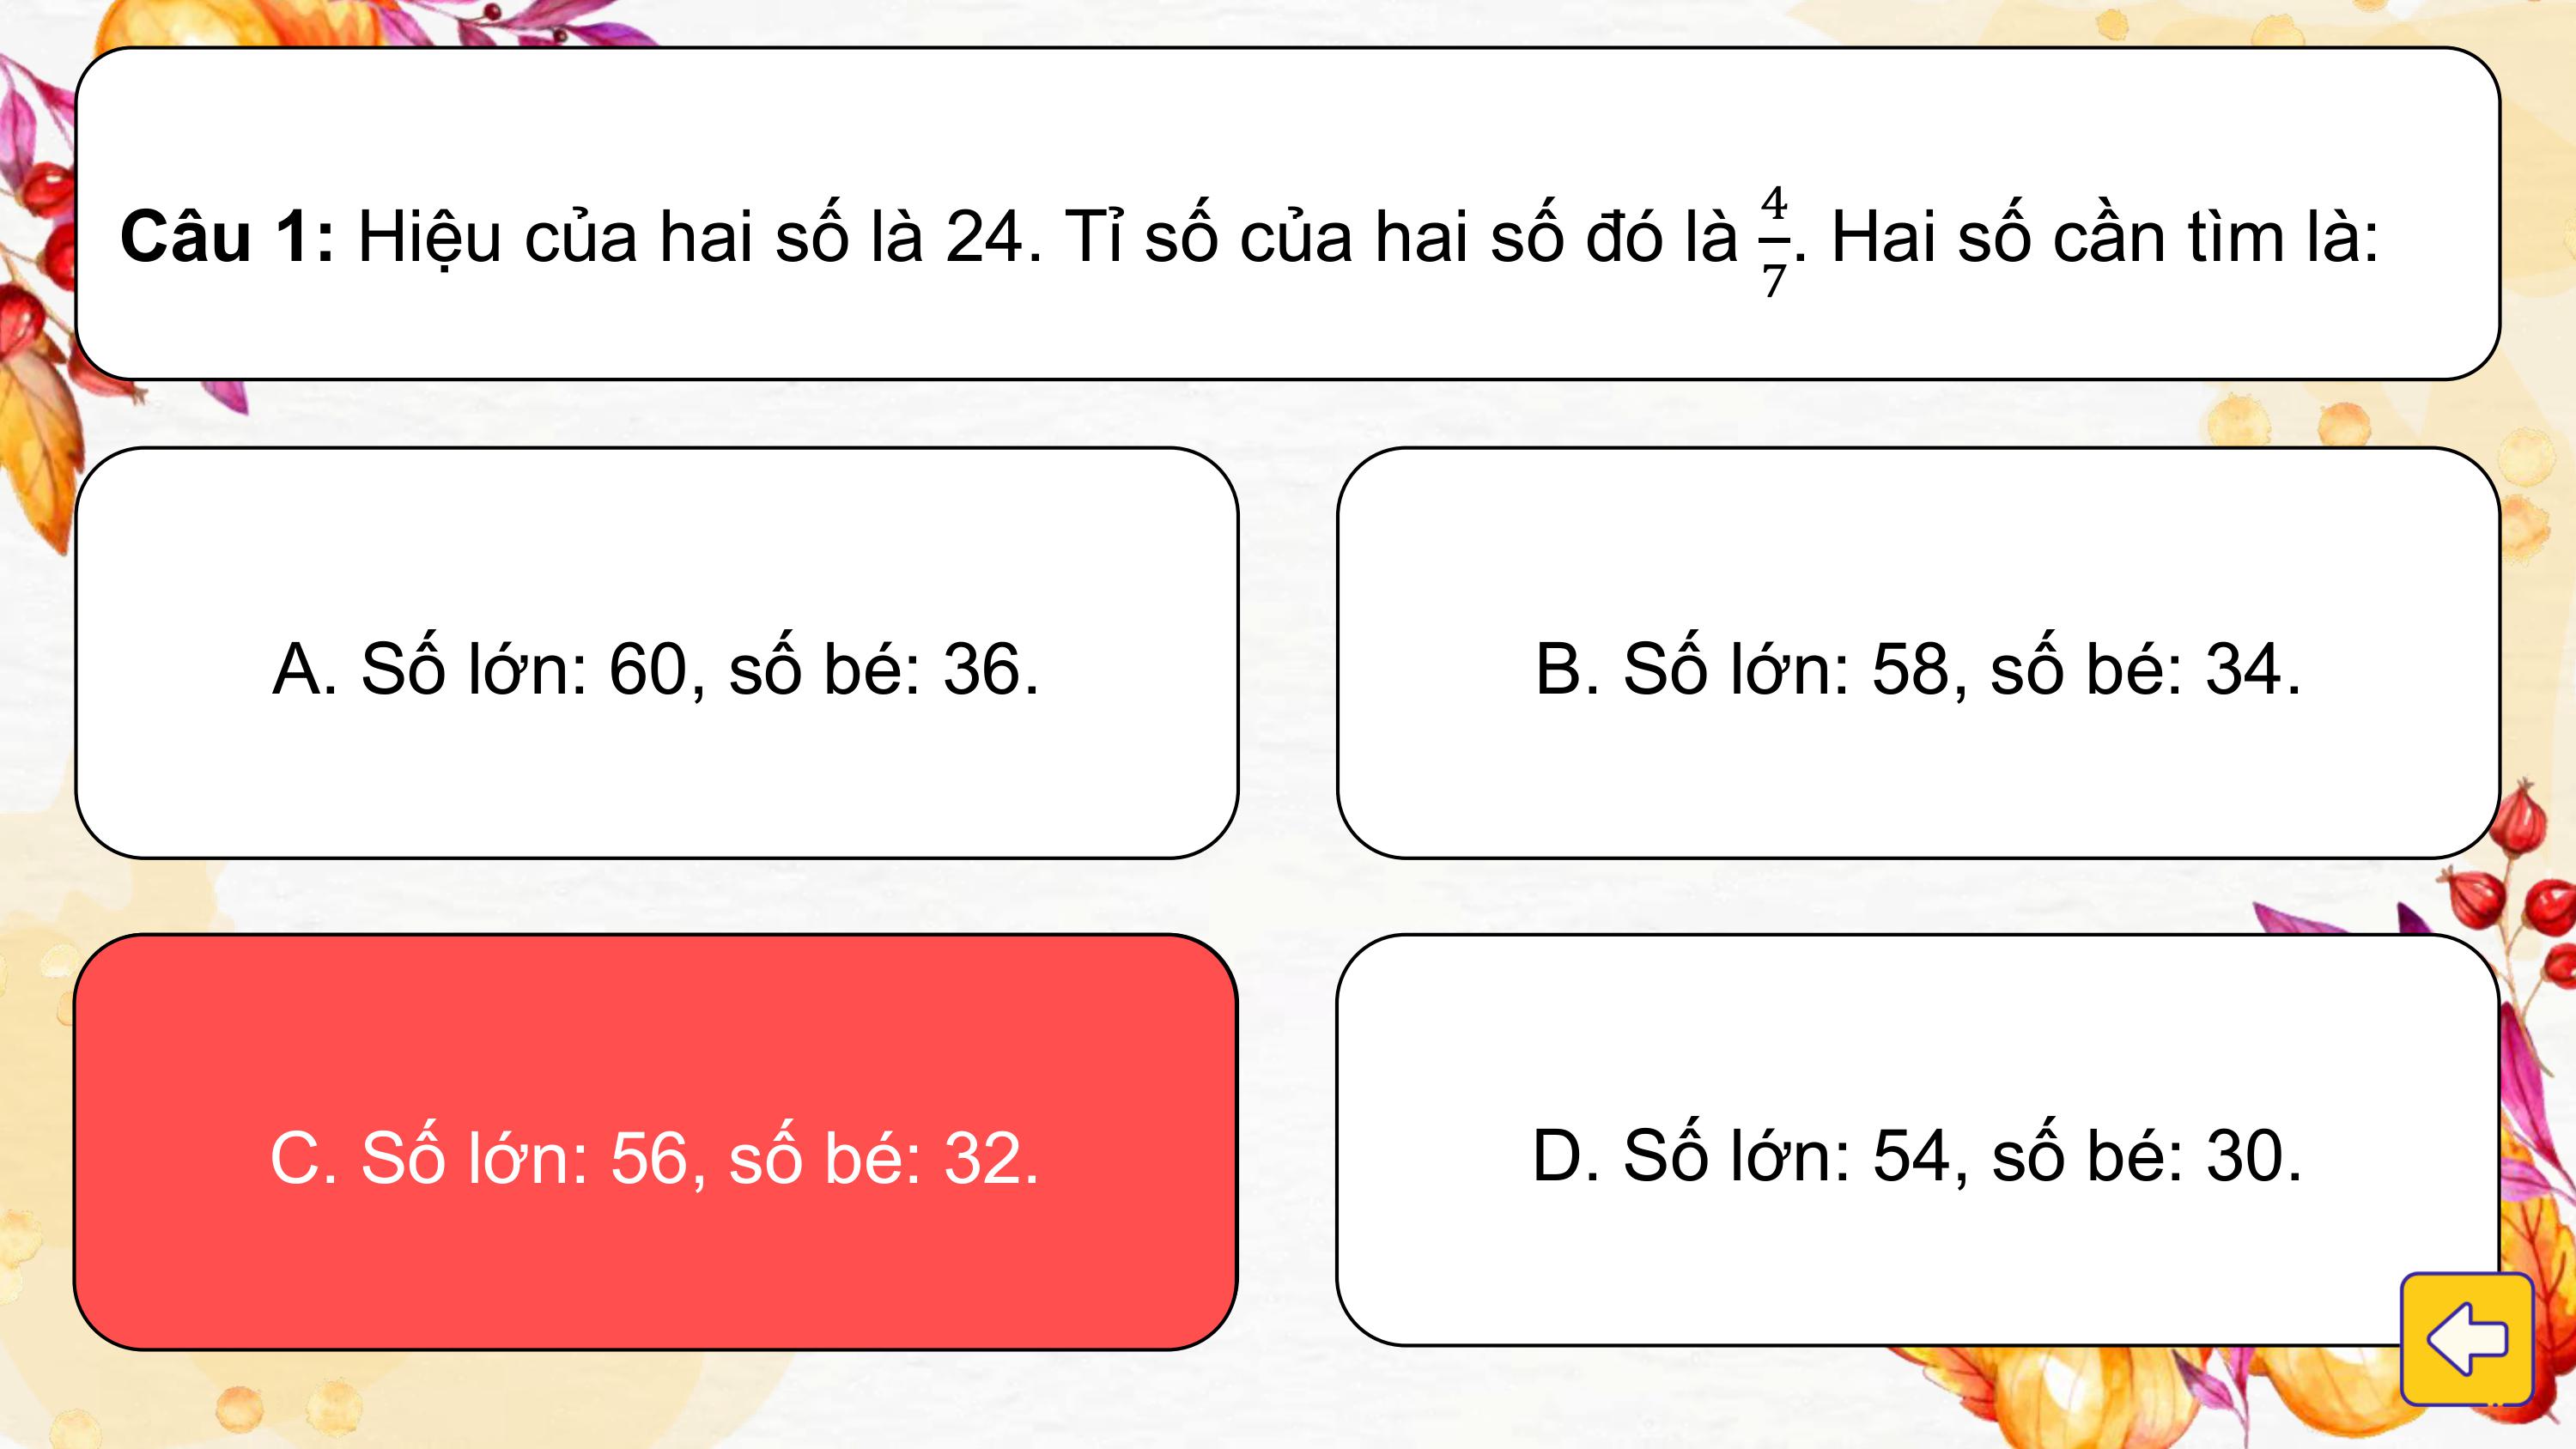 Câu 1: Hiệu của hai số là 24. Tỉ số của hai số đó là 4/7. Hai số cần tìm là:
A. Số lớn: 60, số bé: 36.
B. Số lớn: 58, số bé: 34.
C. Số lớn: 56, số bé: 32.
D. Số lớn: 54, số bé: 30.